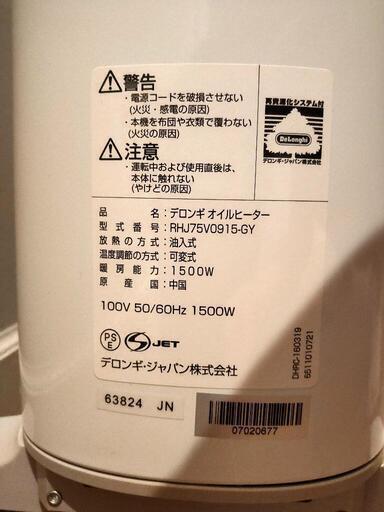 警告
・電源コードを破損させない
(火災・感電の原因)
・本機を布団や衣類で覆わない
(火災の原因)
注意
・運転中および使用直後は、
本体に触れない
(やけどの原因)
再資源化システム付
DeLonghi
デロンギ・ジャパン株式会社
品名:デロンギ オイルヒーター
型式番号:RHJ75V0915-GY
放熱の方式:油入式
温度調節の方式:可変式
暖房能力:1500W
原産国:中国
100V 50/60Hz 1500W
PSE
S JET
デロンギ・ジャパン株式会社
DHRC-160319
6511010721
63824 JN
07020677